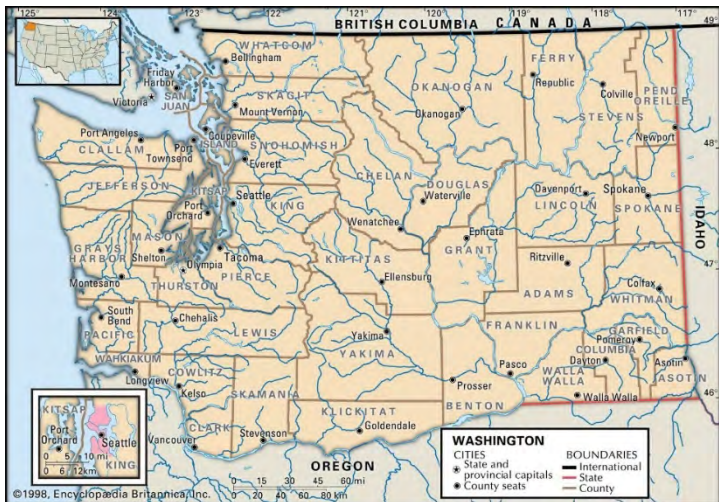 125°
124°
123°
122°
121°
120°
119°
118°
117°
49°
BRITISH COLUMBIA CANADA
WHATCOM
Bellingham
Friday
Harbor
SAN
JUAN
Victoria
SKAGIT
Mount Vernon
OKANOGAN
Okanogan
FERRY
Republic
Colville
STEVENS
PEND
OREILLE
Newport
48°
Port Angeles
CLALLAM
Port
Townsend
Coupeville
ISLAND
SNOHOMISH
Everett
JEFFERSON
KITSAP
Port
Orchard
Seattle
KING
CHELAN
DOUGLAS
Waterville
Wenatchee
Davenport
LINCOLN
Spokane
SPOKANE
IDAHO
GRAYS
HARBOR
MASON
Shelton
Olympia
Tacoma
PIERCE
THURSTON
Montesano
KITTITAS
Ellensburg
Ephrata
GRANT
Ritzville
ADAMS
47°
Colfax
WHITMAN
South
Bend
PACIFIC
Chehalis
LEWIS
Yakima
YAKIMA
FRANKLIN
GARFIELD
Pomeroy
COLUMBIA
Dayton
Asotin
ASOTIN
WAHKIAKUM
Longview
COWLITZ
Kelso
SKAMANIA
Pasco
Prosser
BENTON
WALLA
WALLA
Walla Walla
46°
CLARK
Vancouver
Stevenson
KLICKITAT
Goldendale
OREGON
KITSAP
Port
Orchard
Seattle
KING
0 5 10 mi
0 6 12km
0 15 30 45 60 mi
0 20 40 60 80 km
WASHINGTON
CITIES
State and
provincial capitals
County seats
BOUNDARIES
International
State
County
©1998, Encyclopædia Britannica, Inc.